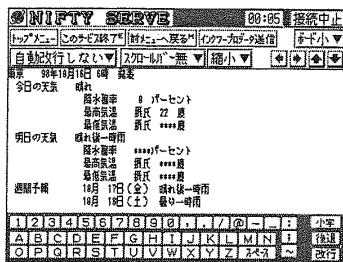 @NIFTY SERVE 00:05 接続中止
トップメニュー このサービス終了 前メニューへ戻る インタフプロデータ送信 ボード小▼
自動改行しない▼ スクロールバー無▼ 縮小▼
東京 98年10月16日 6時 発表
今日の天気 晴れ
降水確率 0 パーセント
最高気温 摂氏 22 度
最低気温 摂氏 **** 度
明日の天気 晴れ後一時雨
降水確率 ****パーセント
最高気温 摂氏 **** 度
最低気温 摂氏 **** 度
週間予報 10月 17日(金) 晴れ後一時雨
10月 18日(土) 曇り一時雨
1 2 3 4 5 6 7 8 9 0 . , / @ - _ : 小字
A B C D E F G H I J K L M N ! 後退
O P Q R S T U V W X Y Z スペース ~ 改行